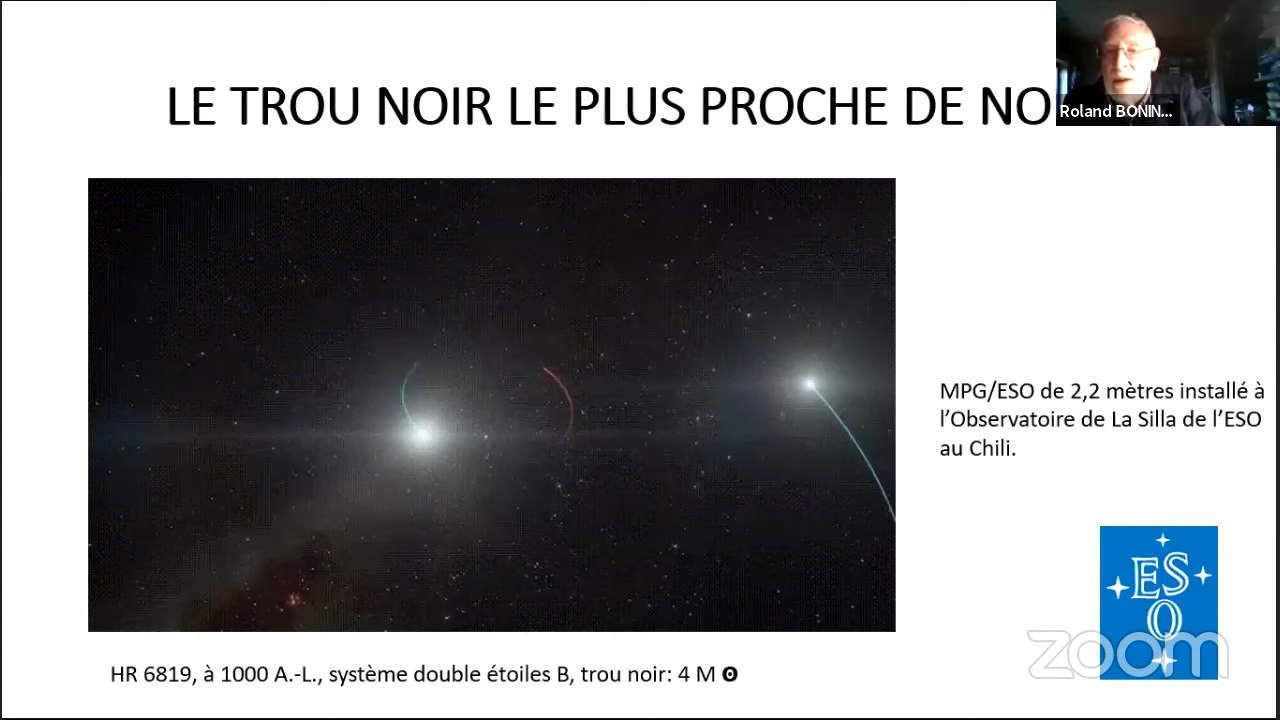 LE TROU NOIR LE PLUS PROCHE DE NO
Roland BONIN...
MPG/ESO de 2,2 mètres installé à
l'Observatoire de La Silla de l'ESO
au Chili.
ES
O
zoom
HR 6819, à 1000 A.-L., système double étoiles B, trou noir: 4 M ʘ